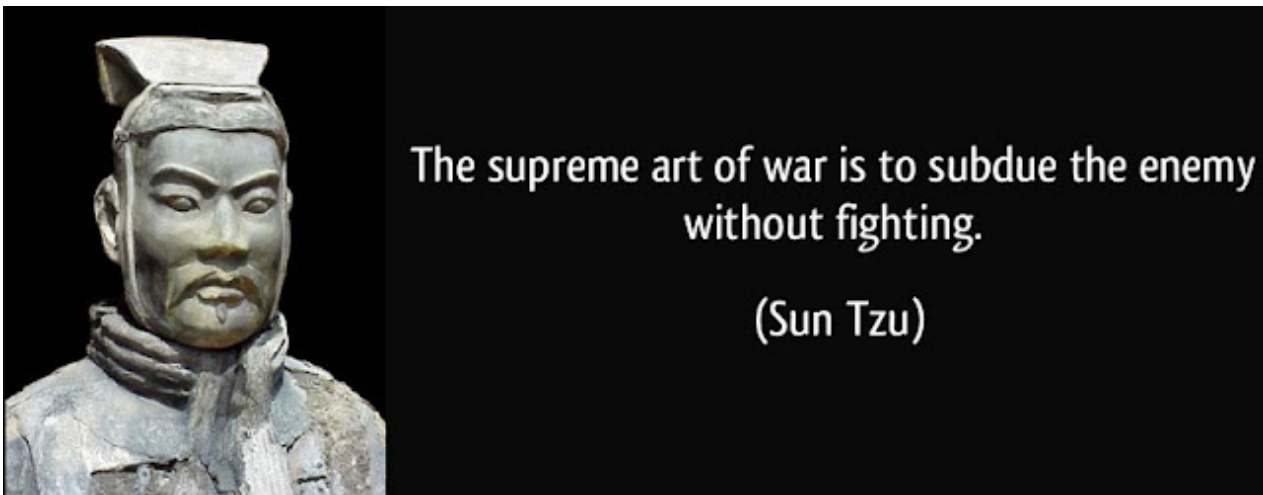 The supreme art of war is to subdue the enemy
without fighting.
(Sun Tzu)